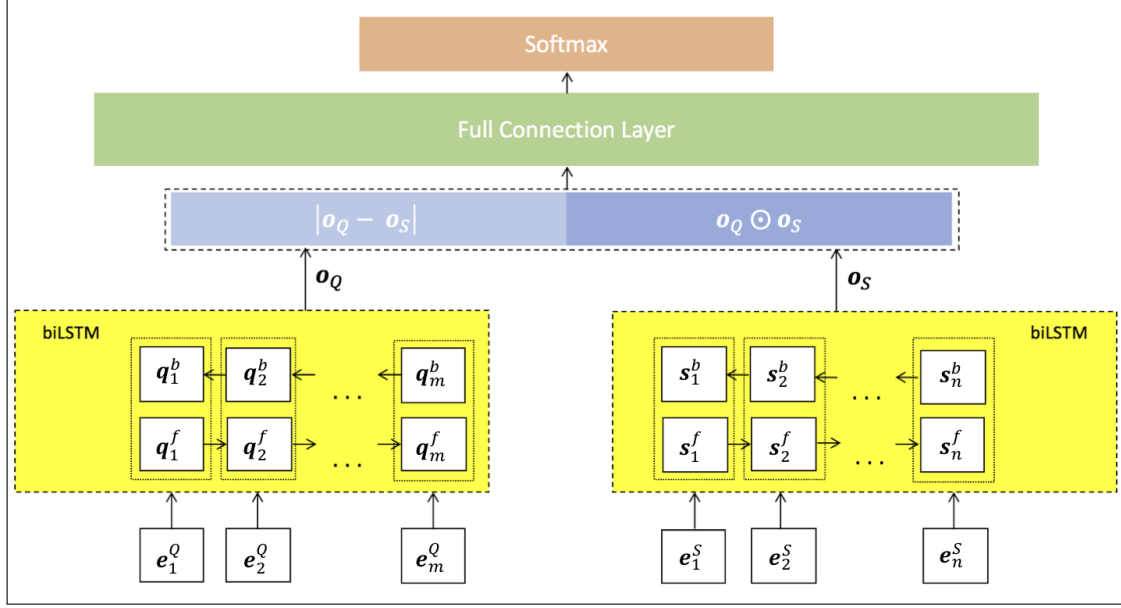 Softmax
Full Connection Layer
|o_Q − o_S| o_Q ⊙ o_S
o_Q o_S
biLSTM biLSTM
q_1^b q_2^b ... q_m^b s_1^b s_2^b ... s_n^b
q_1^f q_2^f ... q_m^f s_1^f s_2^f ... s_n^f
e_1^Q e_2^Q e_m^Q e_1^S e_2^S e_n^S